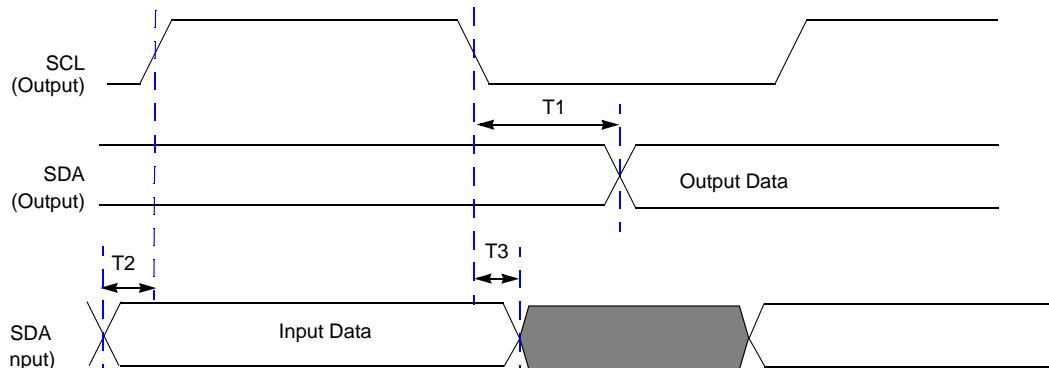 SCL
(Output)
T1
SDA
(Output)
Output Data
T2
T3
SDA
nput)
Input Data